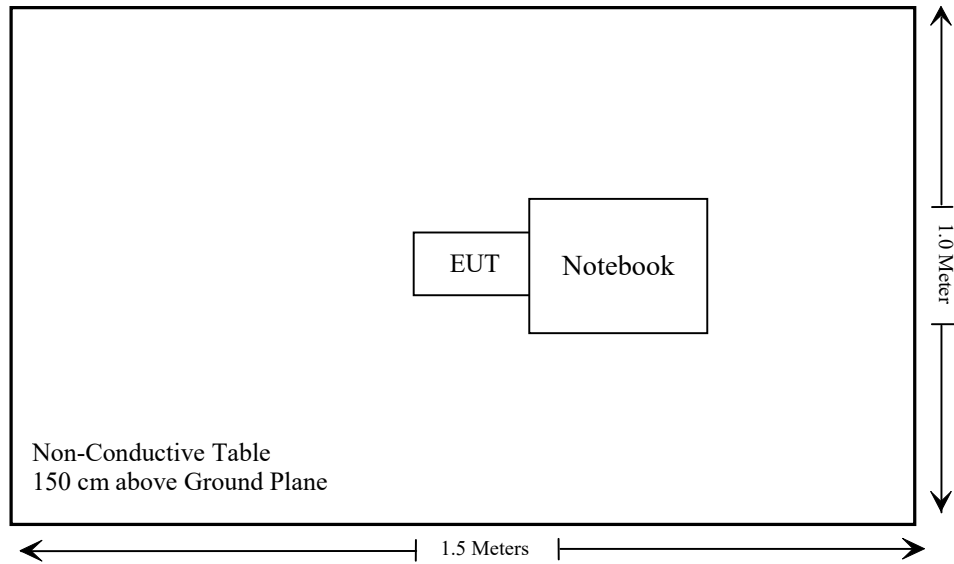 EUT
Notebook
1.0 Meter
Non-Conductive Table
150 cm above Ground Plane
1.5 Meters